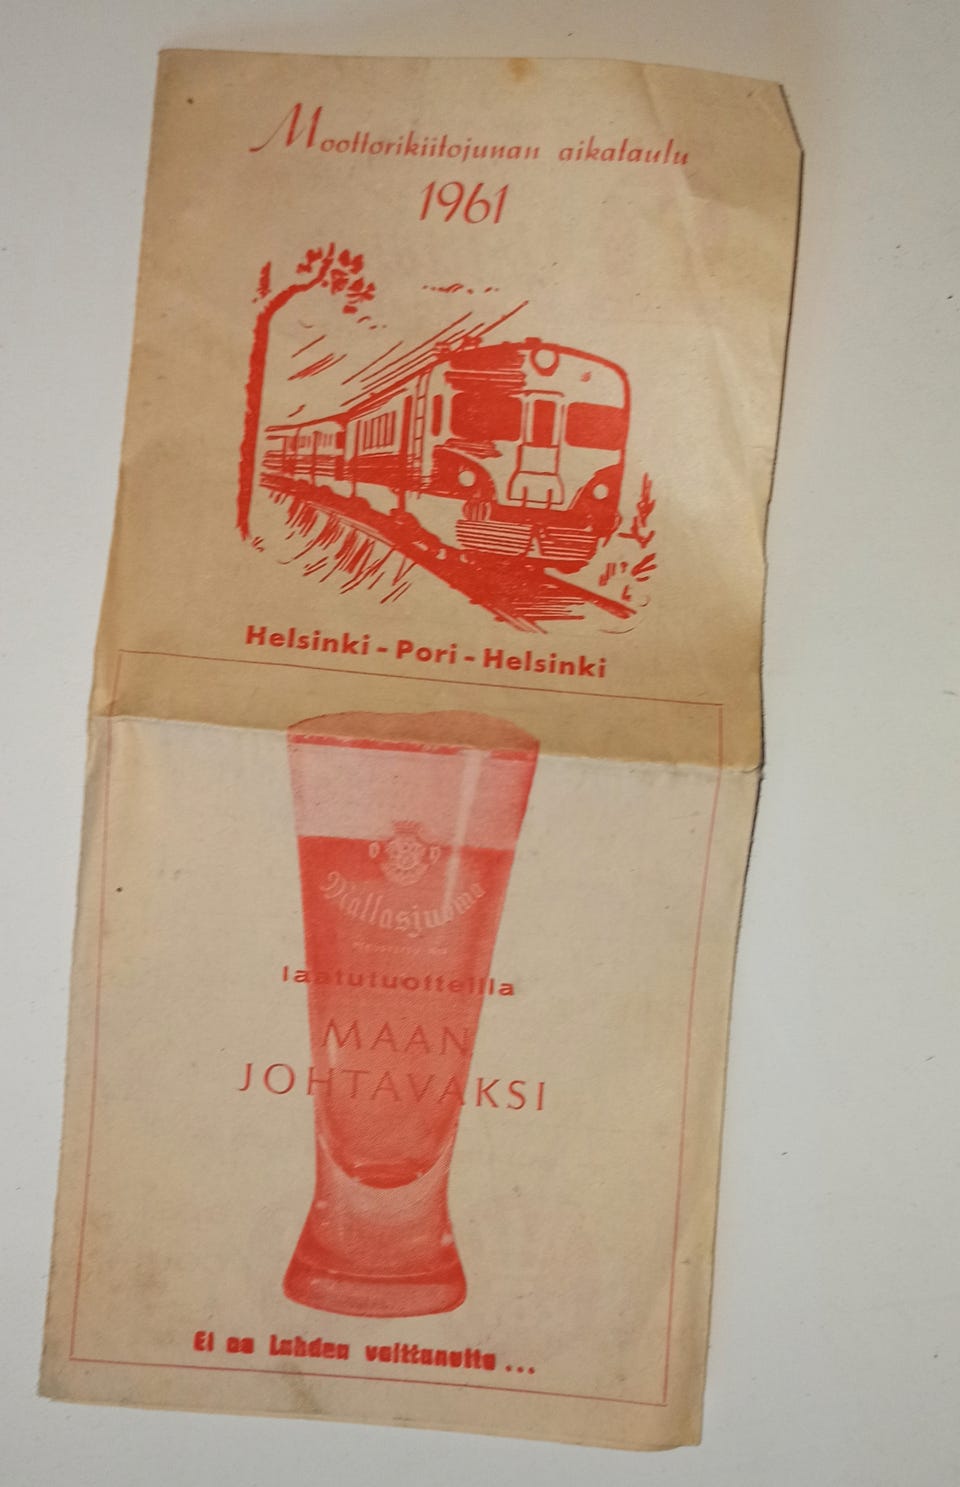 Moottorikiitojunan aikataulu
1961
Helsinki - Pori - Helsinki
Mallasjuoma
laatutuotteilla
MAAN
JOHTAVAKSI
Ei oo Lahden voittanutta ...